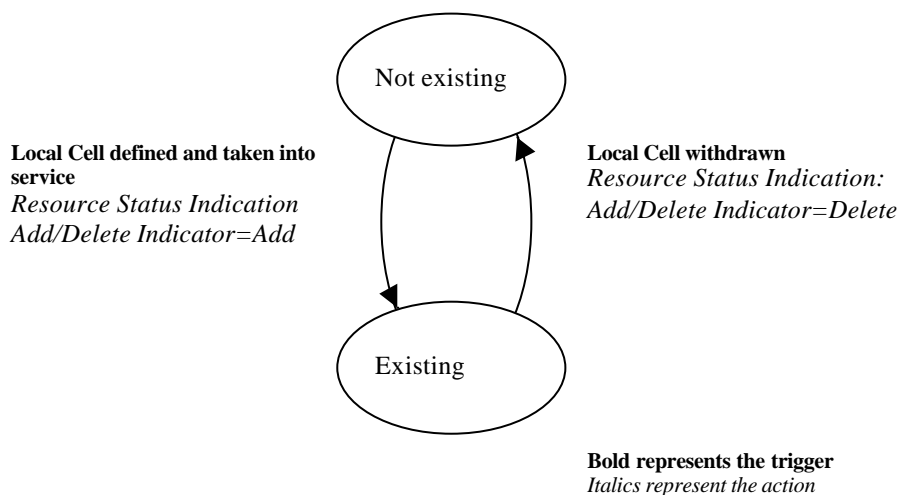 Not existing
Local Cell defined and taken into
service
Resource Status Indication
Add/Delete Indicator=Add
Local Cell withdrawn
Resource Status Indication:
Add/Delete Indicator=Delete
Existing
Bold represents the trigger
Italics represent the action